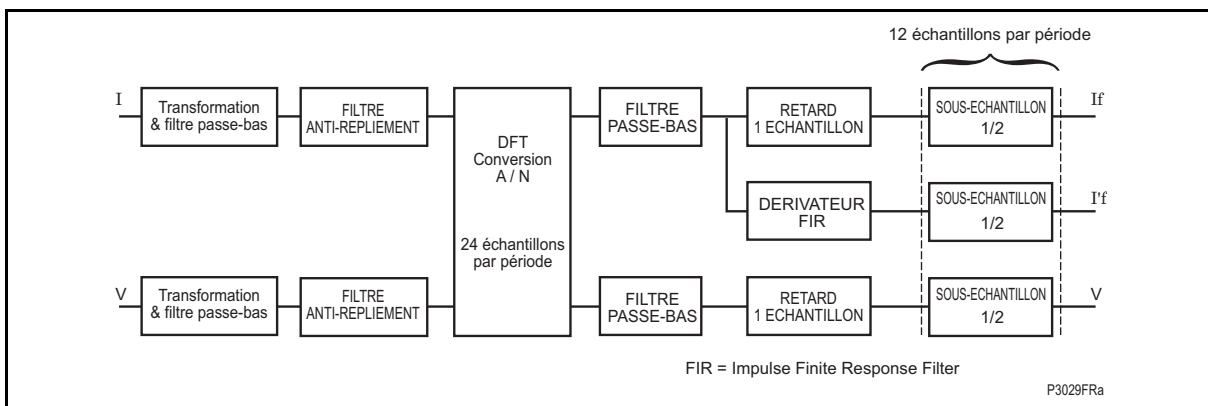 12 échantillons par période
I
Transformation
& filtre passe-bas
FILTRE
ANTI-REPLIEMENT
DFT
Conversion
A / N
24 échantillons
par période
FILTRE
PASSE-BAS
RETARD
1 ECHANTILLON
SOUS-ECHANTILLON
1/2
If
DERIVATEUR
FIR
SOUS-ECHANTILLON
1/2
I'f
V
Transformation
& filtre passe-bas
FILTRE
ANTI-REPLIEMENT
FILTRE
PASSE-BAS
RETARD
1 ECHANTILLON
SOUS-ECHANTILLON
1/2
V
FIR = Impulse Finite Response Filter
P3029FRa